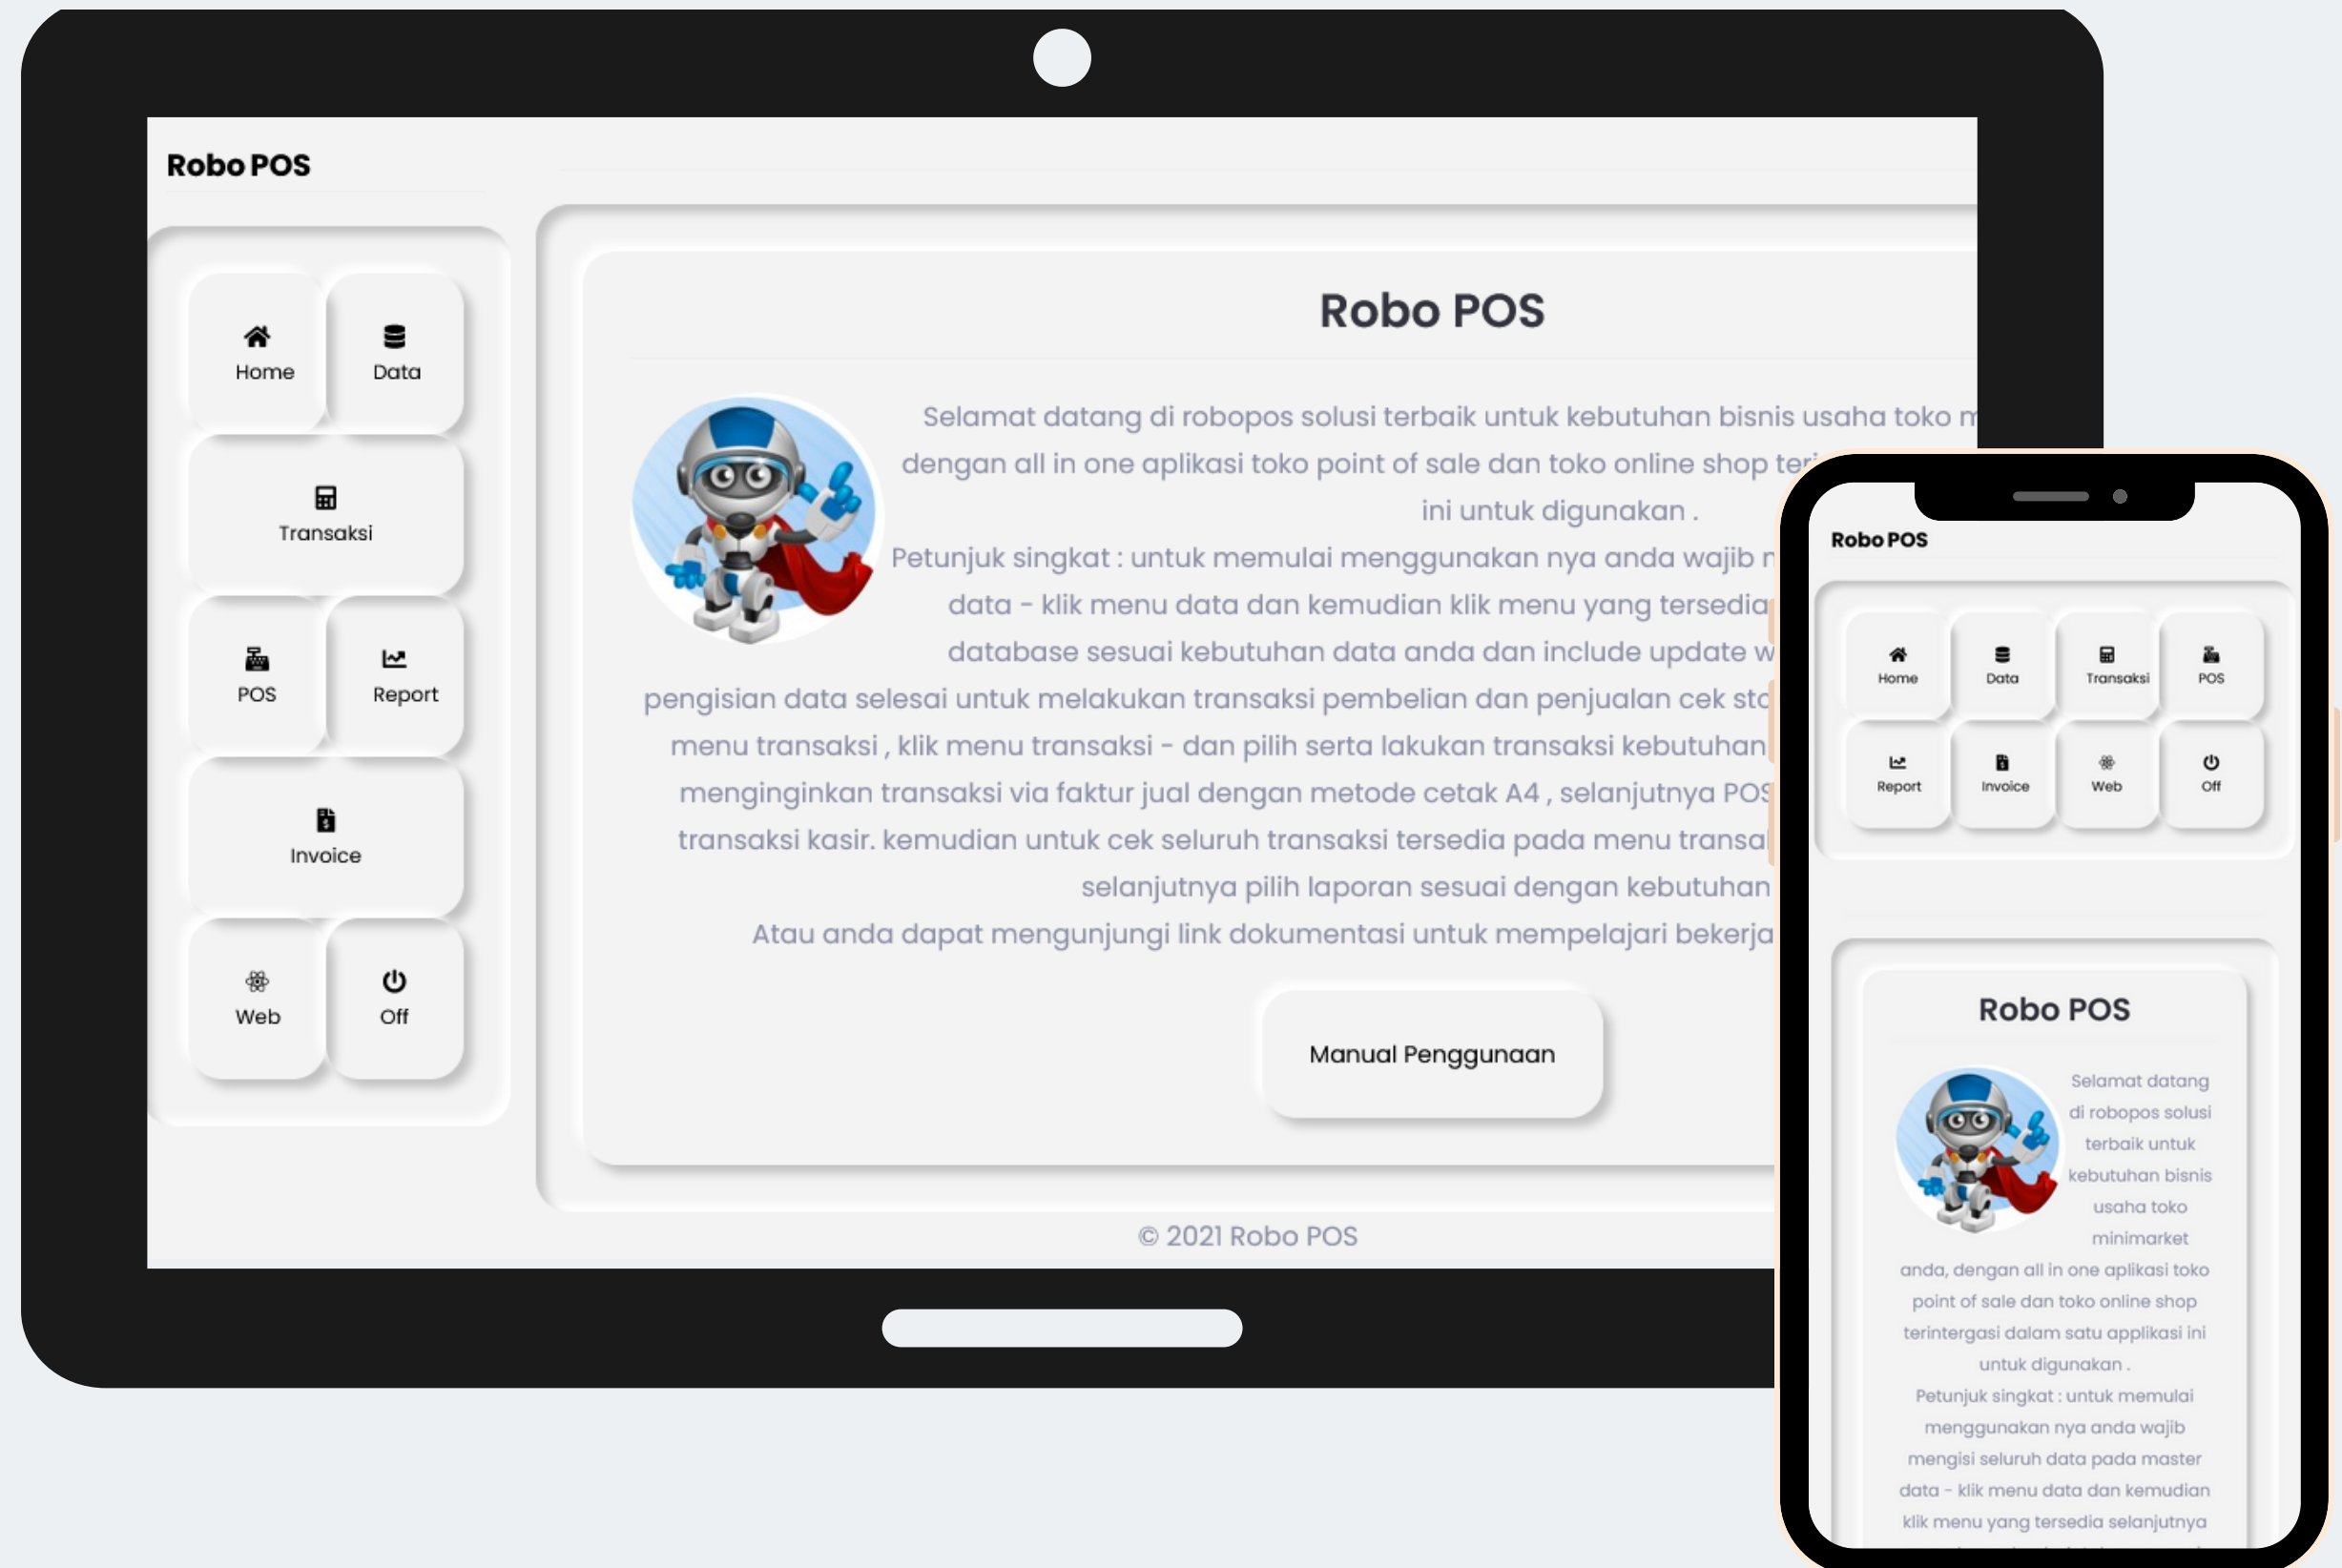 Robo POS
Home
Data
Transaksi
POS
Report
Invoice
Web
Off
Robo POS
Selamat datang di robopos solusi terbaik untuk kebutuhan bisnis usaha toko
dengan all in one aplikasi toko point of sale dan toko online shop
ini untuk digunakan .
Petunjuk singkat : untuk memulai menggunakan nya anda wajib
data - klik menu data dan kemudian klik menu yang tersedia
database sesuai kebutuhan data anda dan include update
pengisian data selesai untuk melakukan transaksi pembelian dan penjualan cek
menu transaksi , klik menu transaksi - dan pilih serta lakukan transaksi kebutuhan
menginginkan transaksi via faktur jual dengan metode cetak A4 , selanjutnya POS
transaksi kasir. kemudian untuk cek seluruh transaksi tersedia pada menu
selanjutnya pilih laporan sesuai dengan kebutuhan
Atau anda dapat mengunjungi link dokumentasi untuk mempelajari bekerja
Manual Penggunaan
© 2021 Robo POS
Robo POS
Home
Data
Transaksi
POS
Report
Invoice
Web
Off
Robo POS
Selamat datang
di robopos solusi
terbaik untuk
kebutuhan bisnis
usaha toko
minimarket
anda, dengan all in one aplikasi toko
point of sale dan toko online shop
terintergasi dalam satu applikasi ini
untuk digunakan .
Petunjuk singkat : untuk memulai
menggunakan nya anda wajib
mengisi seluruh data pada master
data - klik menu data dan kemudian
klik menu yang tersedia selanjutnya